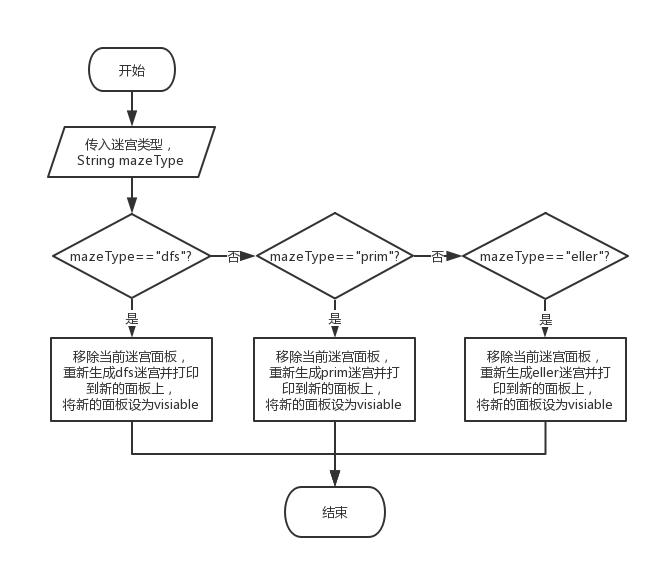 开始
传入迷宫类型，
String mazeType
mazeType=="dfs"?
否
mazeType=="prim"?
否
mazeType=="eller"?
是
是
是
移除当前迷宫面板，
重新生成dfs迷宫并打印
到新的面板上，
将新的面板设为visiable
移除当前迷宫面板，
重新生成prim迷宫并打
印到新的面板上，
将新的面板设为visiable
移除当前迷宫面板，
重新生成eller迷宫并打
印到新的面板上，
将新的面板设为visiable
结束